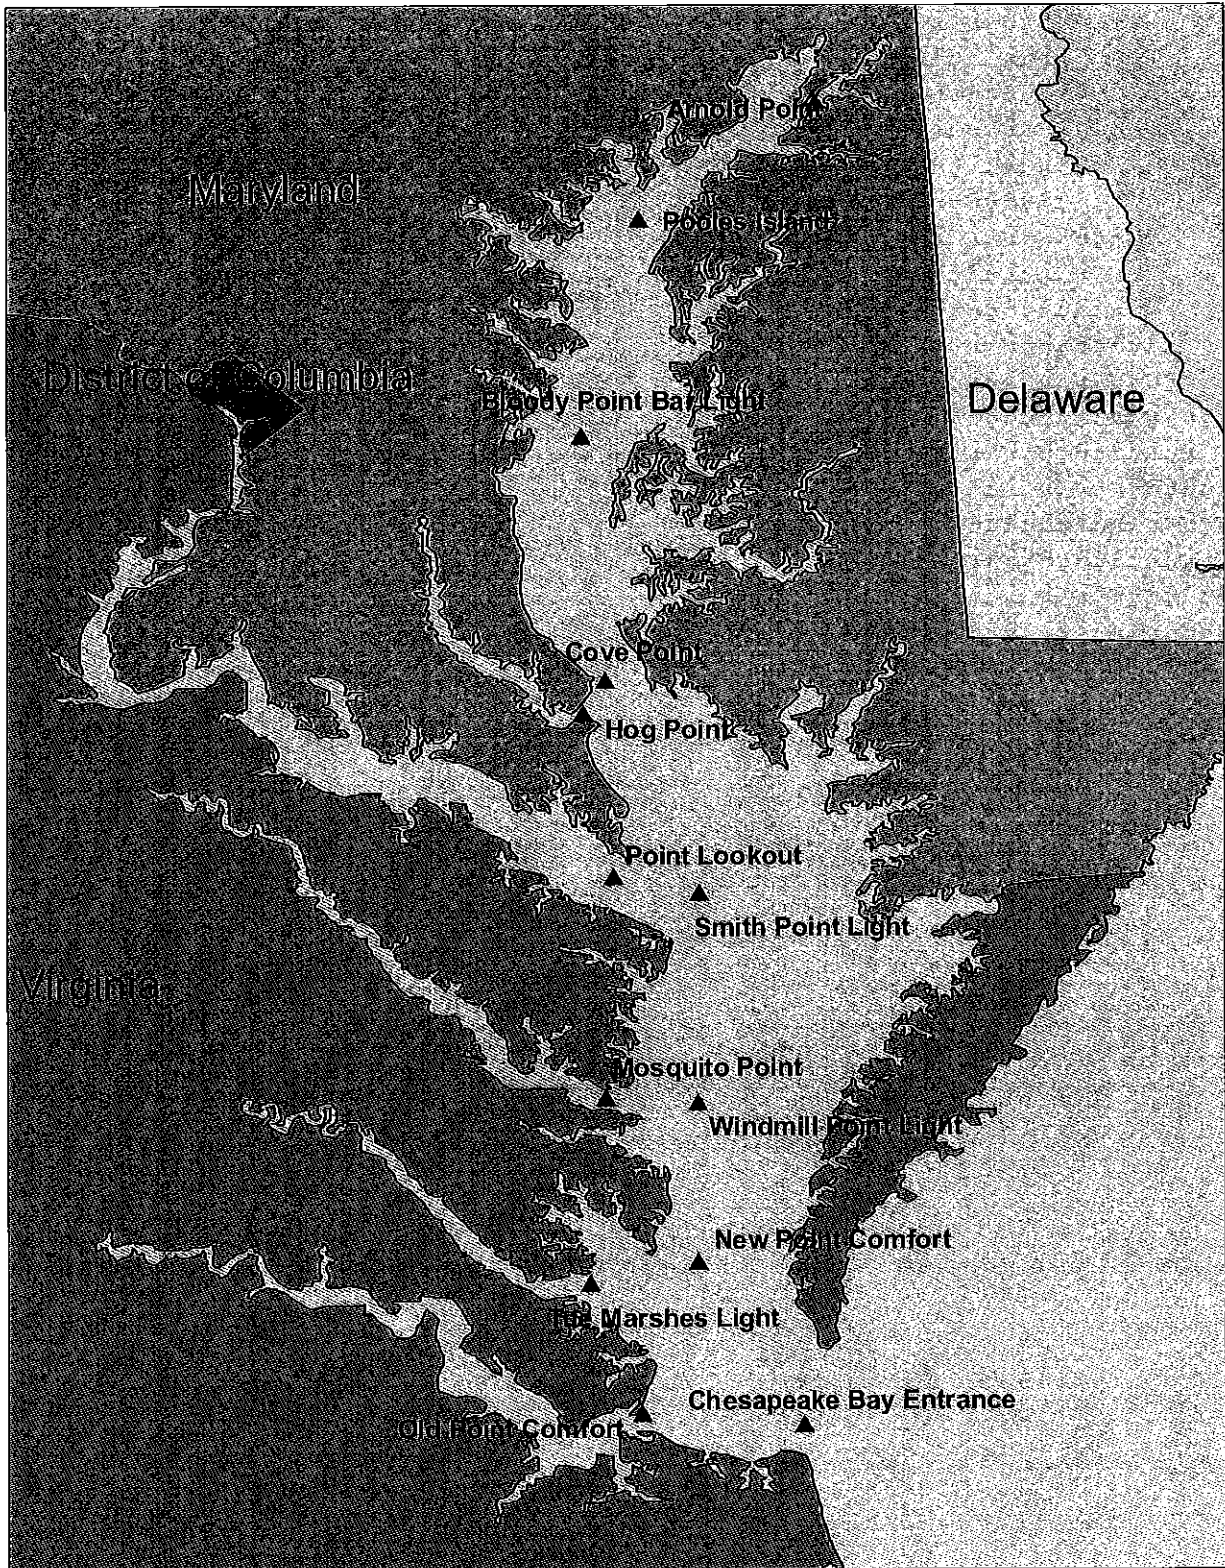 Arnold Point
Maryland
Pooles Island
District of Columbia
Bloody Point Bar Light
Delaware
Cove Point
Hog Point
Point Lookout
Smith Point Light
Virginia
Mosquito Point
Windmill Point Light
New Point Comfort
Tue Marshes Light
Chesapeake Bay Entrance
Old Point Comfort